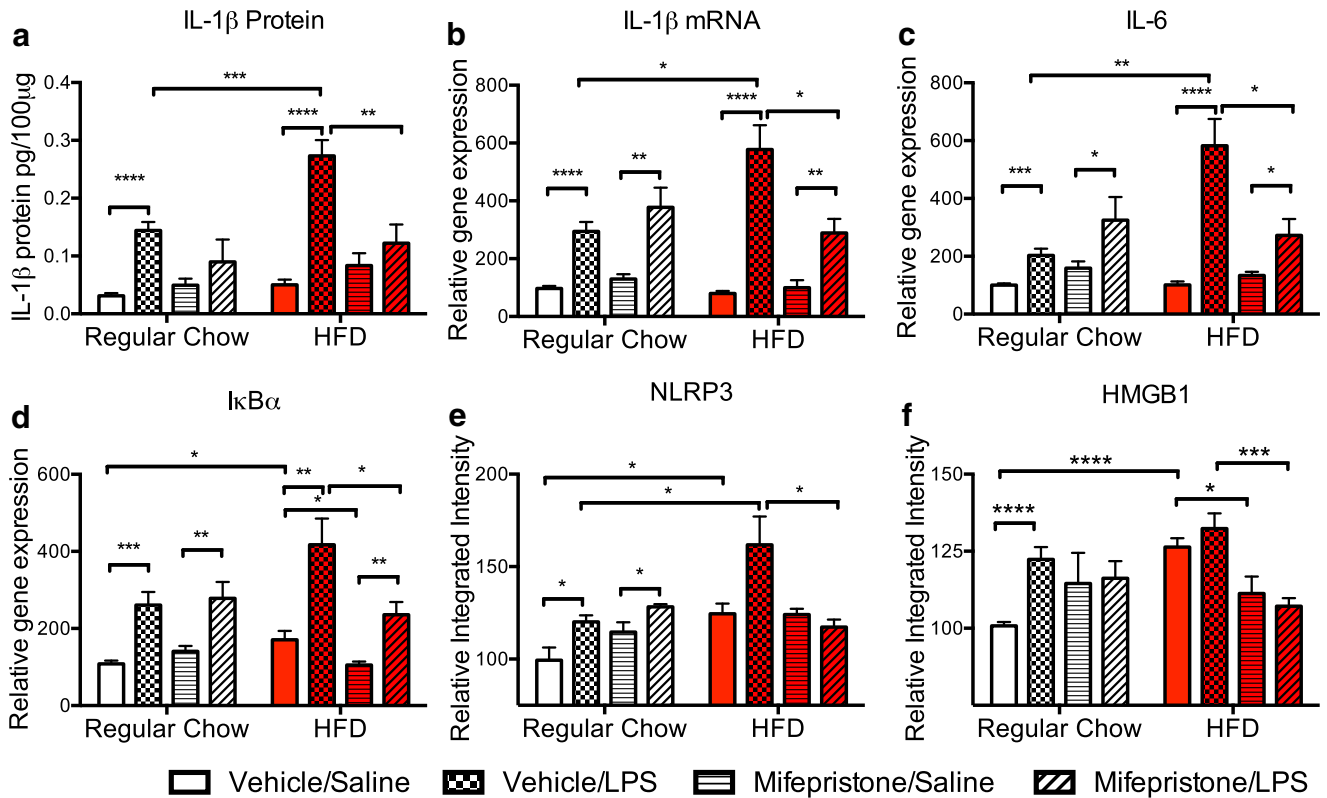 a
IL-1β Protein
IL-1β protein pg/100μg
0.4
0.3
0.2
0.1
0.0
****
***
****
**
Regular Chow HFD
b
IL-1β mRNA
Relative gene expression
800
600
400
200
0
****
**
*
****
*
**
Regular Chow HFD
c
IL-6
Relative gene expression
800
600
400
200
0
***
*
**
****
*
*
Regular Chow HFD
d
IκBα
Relative gene expression
600
400
200
0
***
**
*
**
*
*
**
Regular Chow HFD
e
NLRP3
Relative Integrated Intensity
200
150
100
*
*
*
*
*
Regular Chow HFD
f
HMGB1
Relative Integrated Intensity
150
125
100
****
****
*
***
Regular Chow HFD
Vehicle/Saline Vehicle/LPS Mifepristone/Saline Mifepristone/LPS